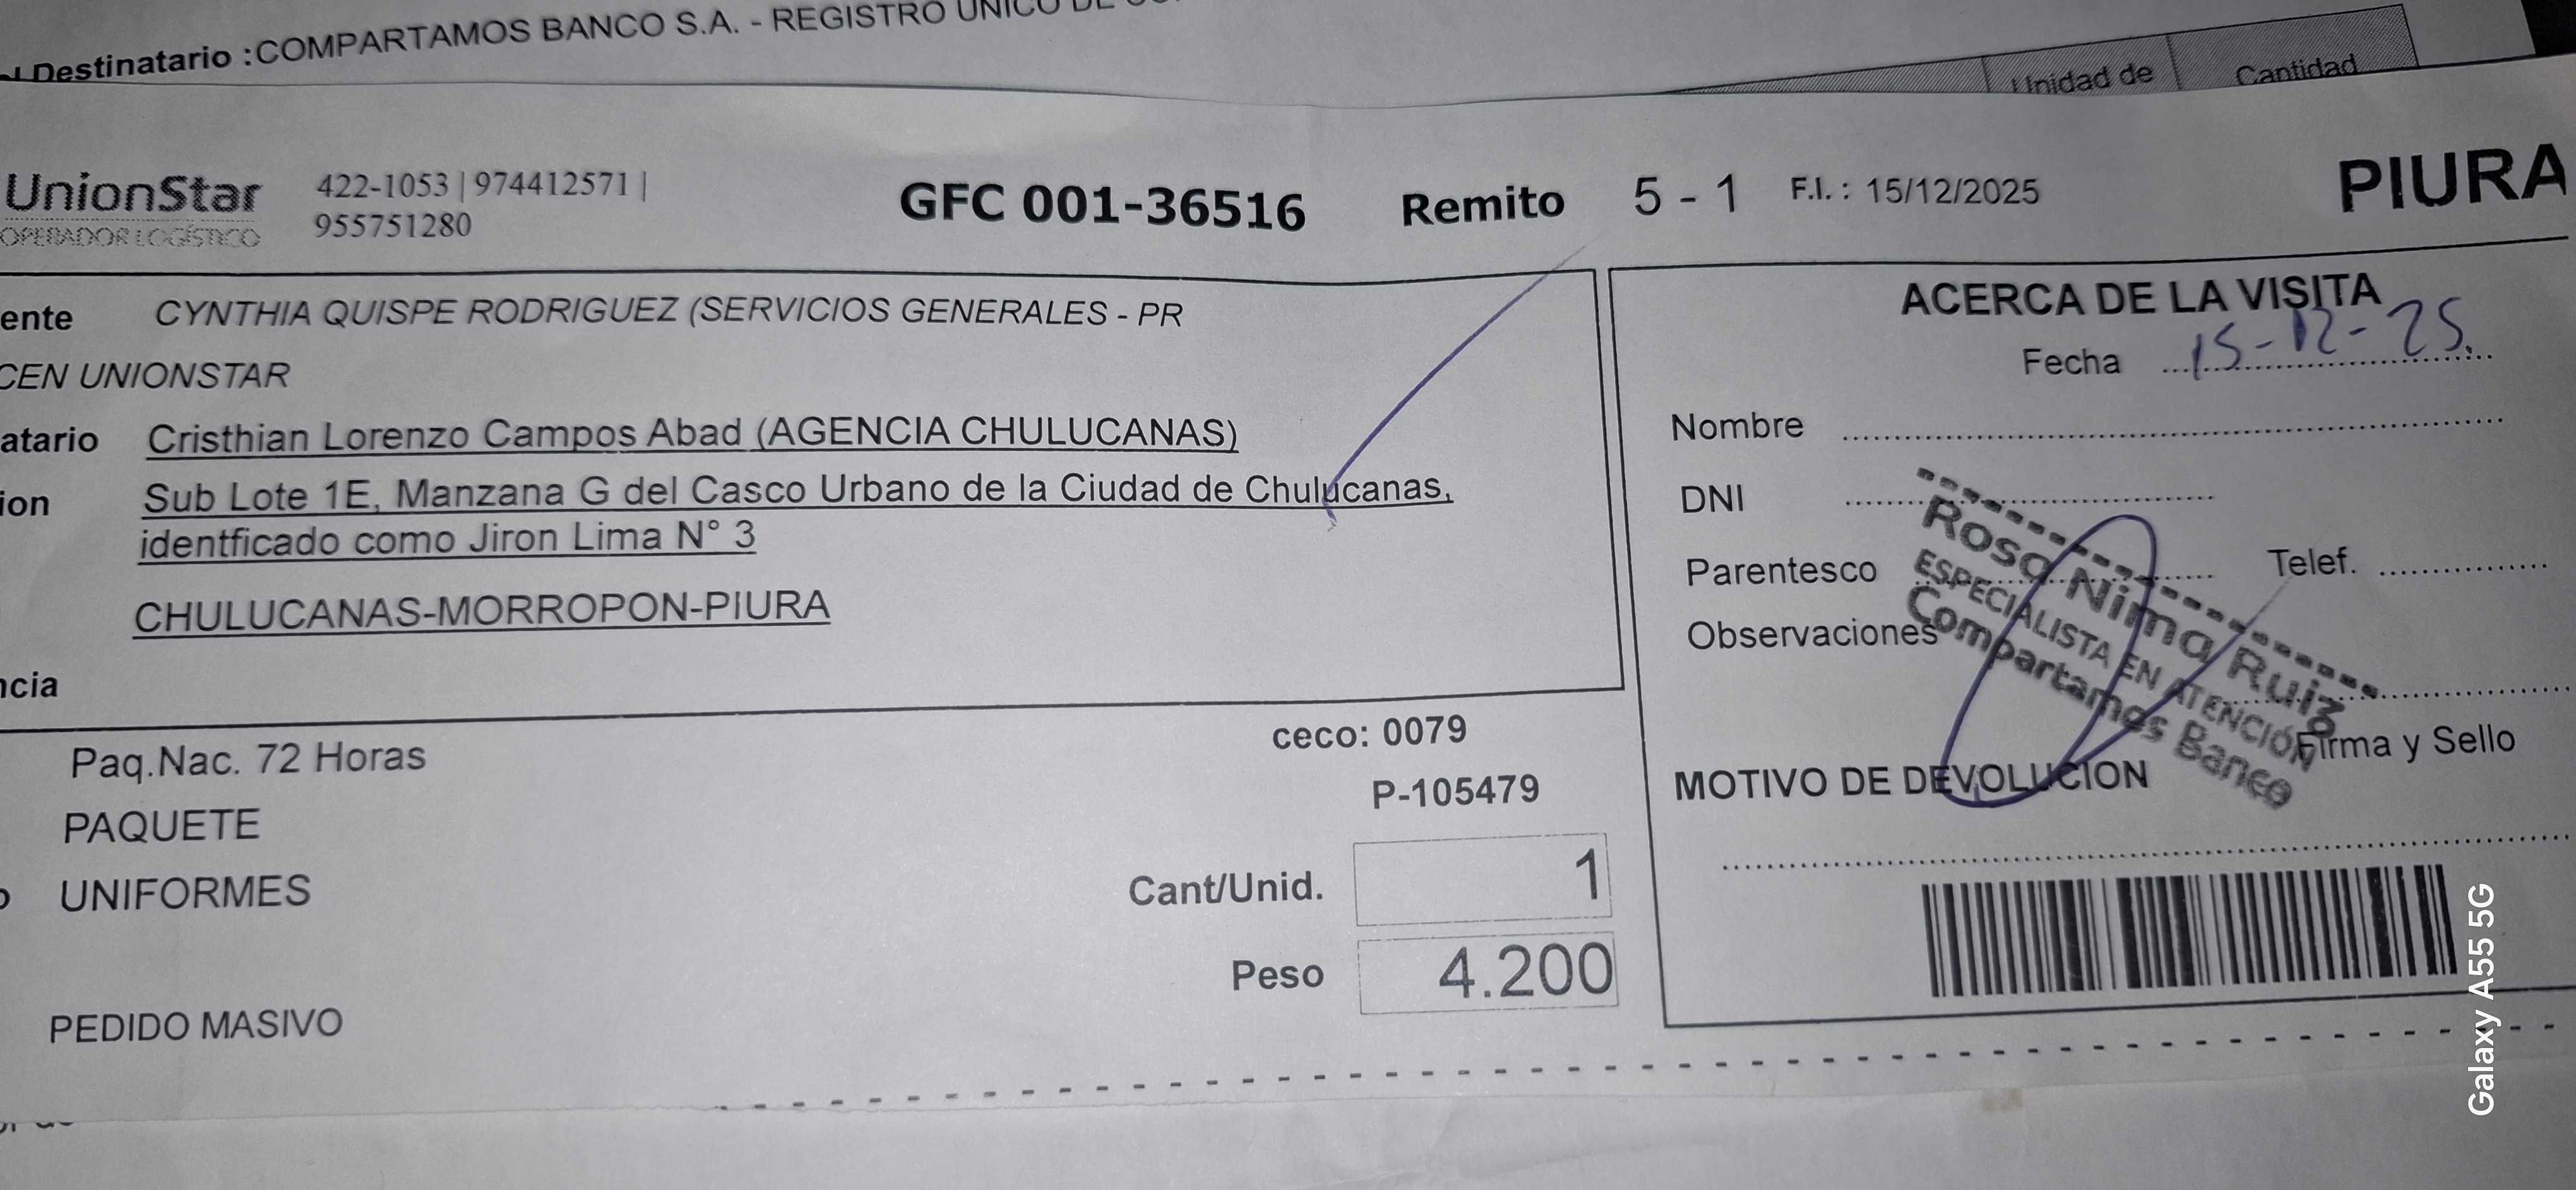 Destinatario :COMPARTAMOS BANCO S.A. - REGISTRO UNICO DE
Unidad de Cantidad
UnionStar
OPERADOR LOGÍSTICO
422-1053 | 974412571 |
955751280
GFC 001-36516 Remito 5 - 1 F.I. : 15/12/2025 PIURA
ente CYNTHIA QUISPE RODRIGUEZ (SERVICIOS GENERALES - PR
CEN UNIONSTAR
atario Cristhian Lorenzo Campos Abad (AGENCIA CHULUCANAS)
ion Sub Lote 1E, Manzana G del Casco Urbano de la Ciudad de Chulucanas,
identficado como Jiron Lima N° 3
CHULUCANAS-MORROPON-PIURA
ncia
ACERCA DE LA VISITA
Fecha 15-12-25.
Nombre
DNI
Parentesco Telef.
Observaciones
Rosa Nima Ruiz
ESPECIALISTA EN ATENCIÓN
Compartamos Banco
Firma y Sello
MOTIVO DE DEVOLUCION
Paq.Nac. 72 Horas ceco: 0079
P-105479
PAQUETE
o UNIFORMES Cant/Unid. 1
Peso 4.200
PEDIDO MASIVO
Galaxy A55 5G